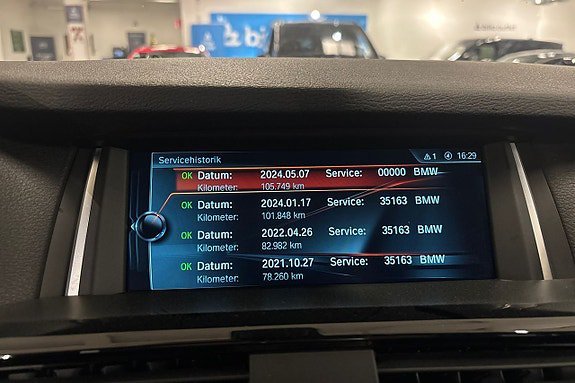 Servicehistorik
1 16:29
OK Datum: 2024.05.07 Service: 00000 BMW
Kilometer: 105.749 km
OK Datum: 2024.01.17 Service: 35163 BMW
Kilometer: 101.848 km
OK Datum: 2022.04.26 Service: 35163 BMW
Kilometer: 82.982 km
OK Datum: 2021.10.27 Service: 35163 BMW
Kilometer: 78.260 km